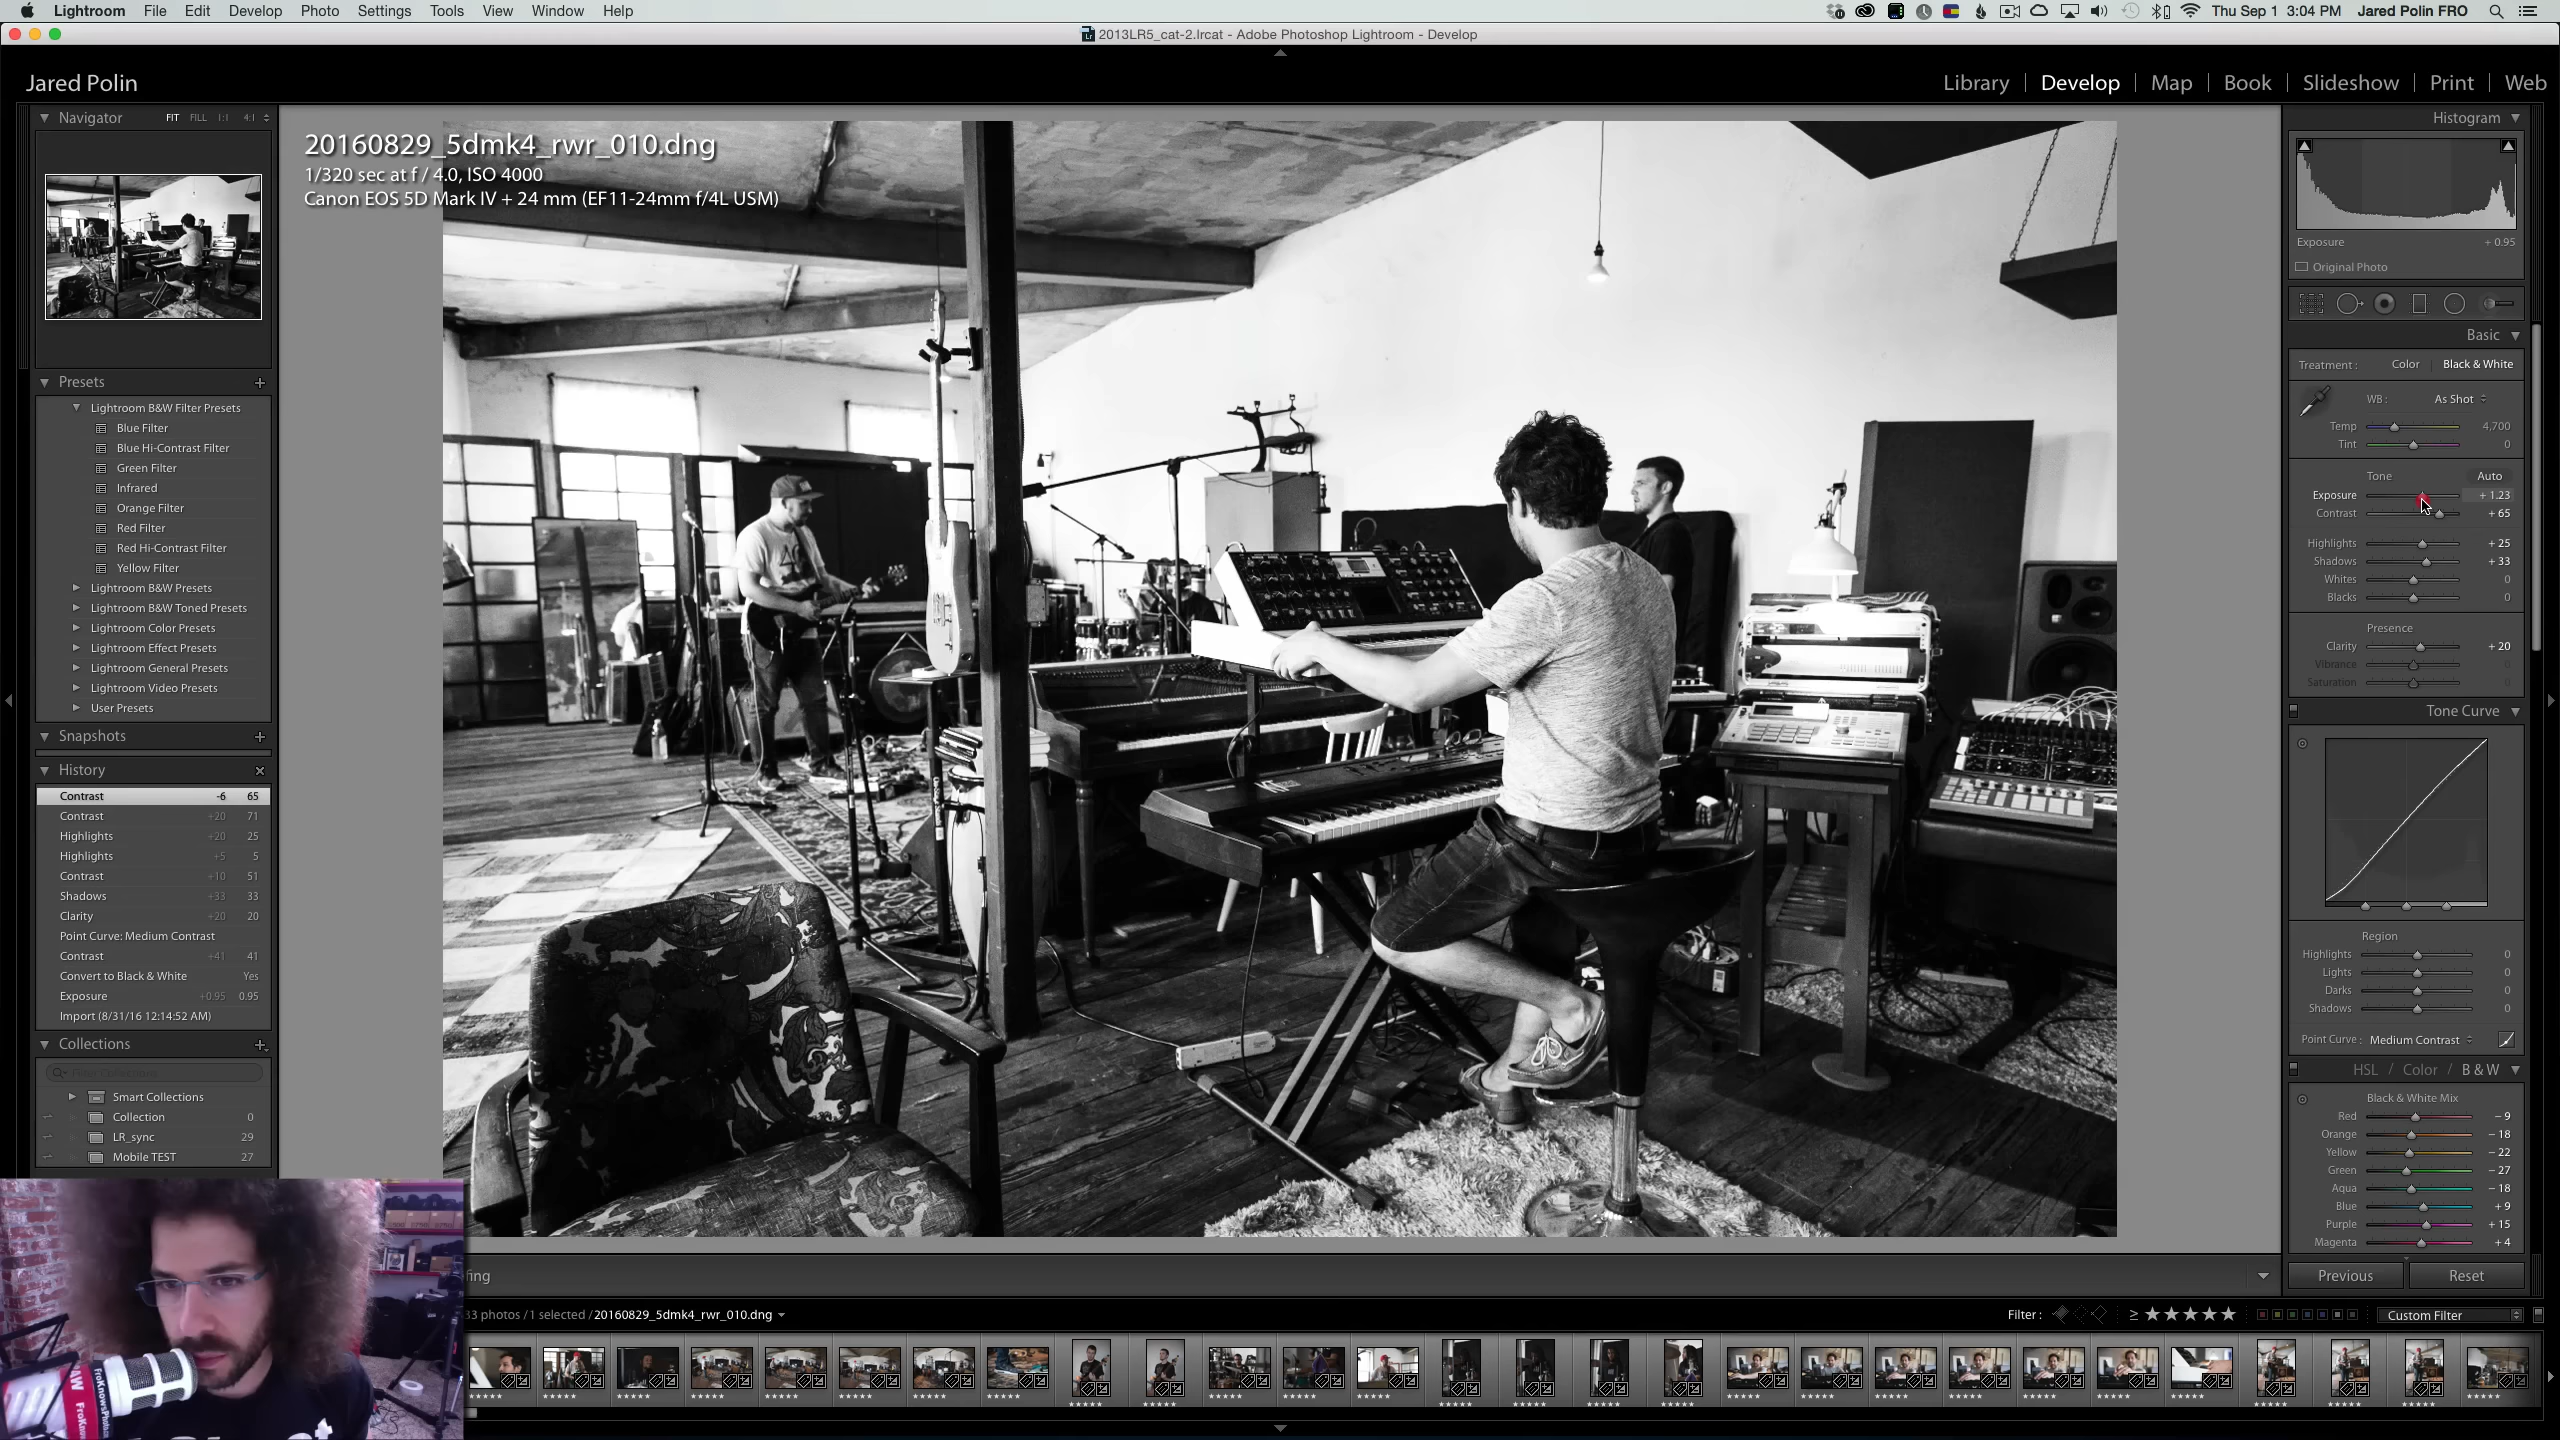 Lightroom File Edit Develop Photo Settings Tools View Window Help
Thu Sep 1 3:04 PM Jared Polin FRO
2013LR5_cat-2.lrcat - Adobe Photoshop Lightroom - Develop
Jared Polin
Library | Develop | Map | Book | Slideshow | Print | Web
Navigator FIT FILL 1:1 4:1
Presets
Lightroom B&W Filter Presets
Blue Filter
Blue Hi-Contrast Filter
Green Filter
Infrared
Orange Filter
Red Filter
Red Hi-Contrast Filter
Yellow Filter
Lightroom B&W Presets
Lightroom B&W Toned Presets
Lightroom Color Presets
Lightroom Effect Presets
Lightroom General Presets
Lightroom Video Presets
User Presets
Snapshots
History
Contrast -6 65
Contrast +20 71
Highlights +20 25
Highlights +5 5
Contrast +10 51
Shadows +33 33
Clarity +20 20
Point Curve: Medium Contrast
Contrast +41 41
Convert to Black & White Yes
Exposure +0.95 0.95
Import (8/31/16 12:14:52 AM)
Collections
Filter Collections
Smart Collections
Collection 0
LR_sync 29
Mobile TEST 27
20160829_5dmk4_rwr_010.dng
1/320 sec at f / 4.0, ISO 4000
Canon EOS 5D Mark IV + 24 mm (EF11-24mm f/4L USM)
Histogram
Exposure + 0.95
Original Photo
Basic
Treatment : Color | Black & White
WB : As Shot
Temp 4,700
Tint 0
Tone Auto
Exposure + 1.23
Contrast + 65
Highlights + 25
Shadows + 33
Whites 0
Blacks 0
Presence
Clarity + 20
Vibrance 0
Saturation 0
Tone Curve
Region
Highlights 0
Lights 0
Darks 0
Shadows 0
Point Curve : Medium Contrast
HSL / Color / B & W
Black & White Mix
Red - 9
Orange - 18
Yellow - 22
Green - 27
Aqua - 18
Blue + 9
Purple + 15
Magenta + 4
Previous Reset
fing
33 photos / 1 selected / 20160829_5dmk4_rwr_010.dng
Filter : ≥ ★★★★★ Custom Filter